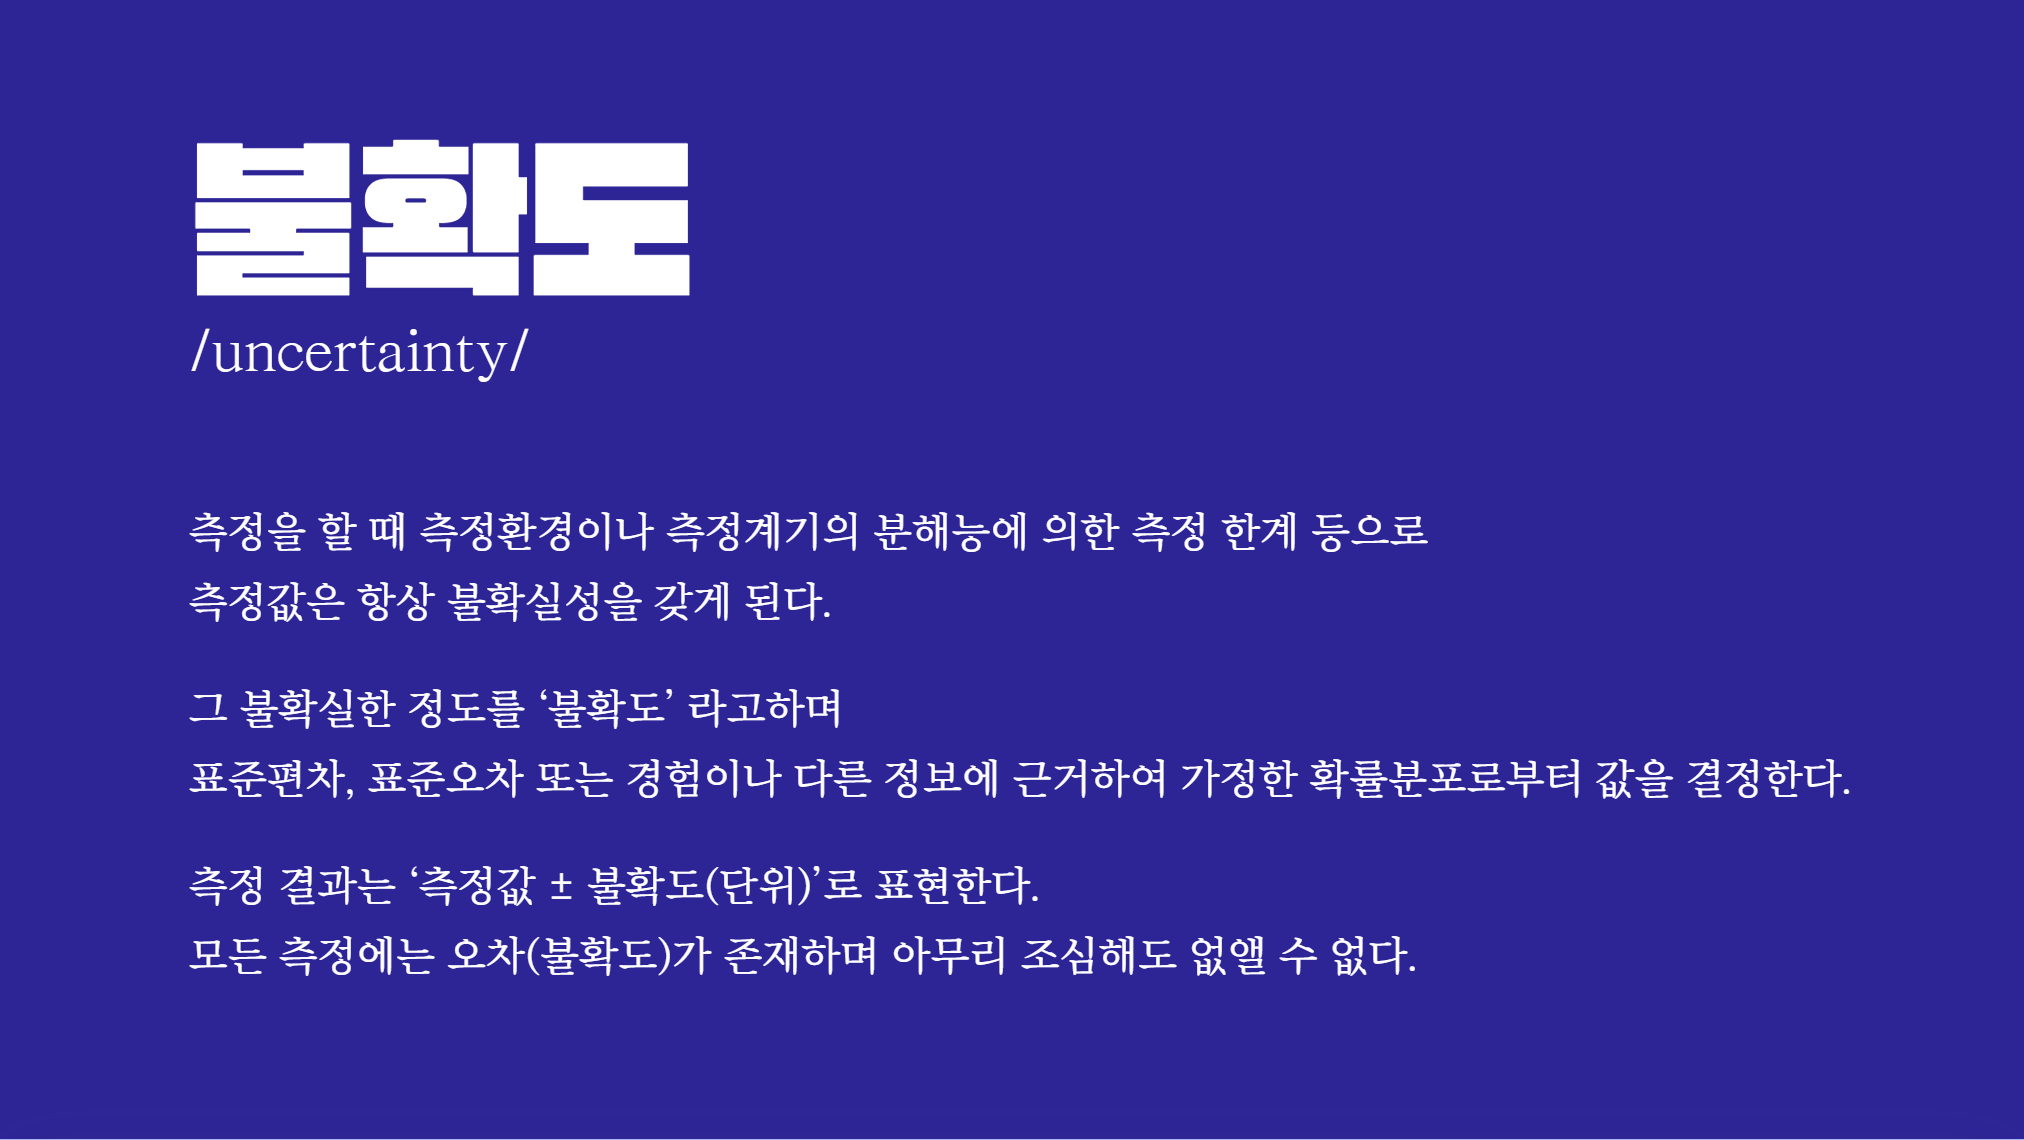 불확도
/uncertainty/
측정을 할 때 측정환경이나 측정계기의 분해능에 의한 측정 한계 등으로
측정값은 항상 불확실성을 갖게 된다.
그 불확실한 정도를 ‘불확도’ 라고하며
표준편차, 표준오차 또는 경험이나 다른 정보에 근거하여 가정한 확률분포로부터 값을 결정한다.
측정 결과는 ‘측정값 ± 불확도(단위)’로 표현한다.
모든 측정에는 오차(불확도)가 존재하며 아무리 조심해도 없앨 수 없다.